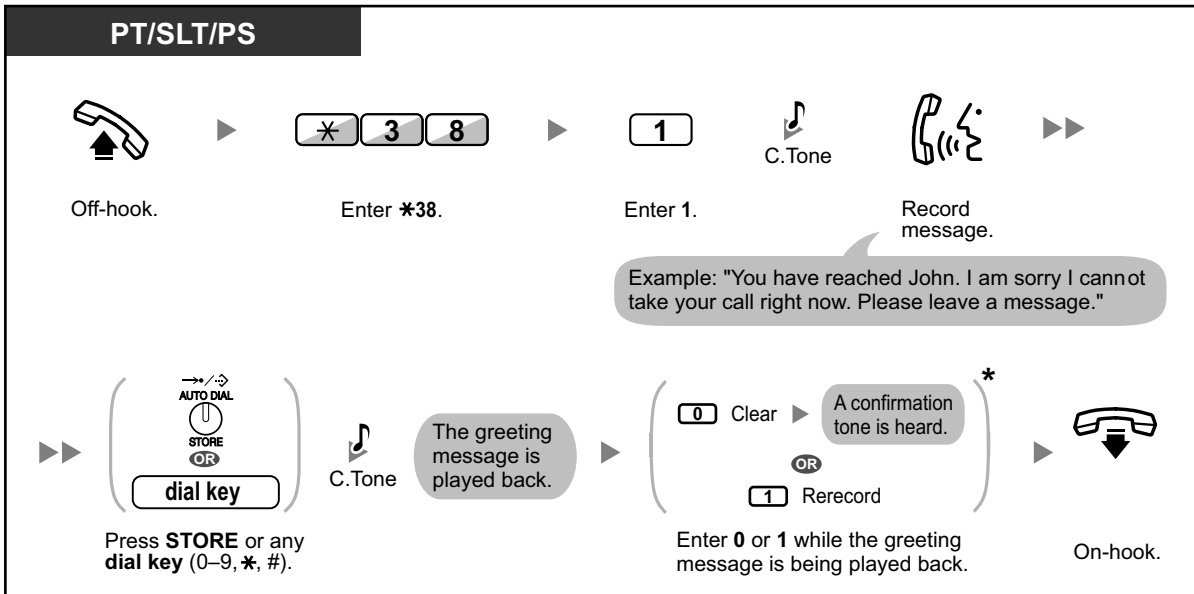 PT/SLT/PS
✳ 3 8
1
C.Tone
Off-hook.
Enter ✳38.
Enter 1.
Record
message.
Example: "You have reached John. I am sorry I cannot
take your call right now. Please leave a message."
AUTO DIAL
STORE
OR
dial key
C.Tone
The greeting
message is
played back.
0 Clear
A confirmation
tone is heard.
OR
1 Rerecord
*
Press STORE or any
dial key (0–9, ✳, #).
Enter 0 or 1 while the greeting
message is being played back.
On-hook.